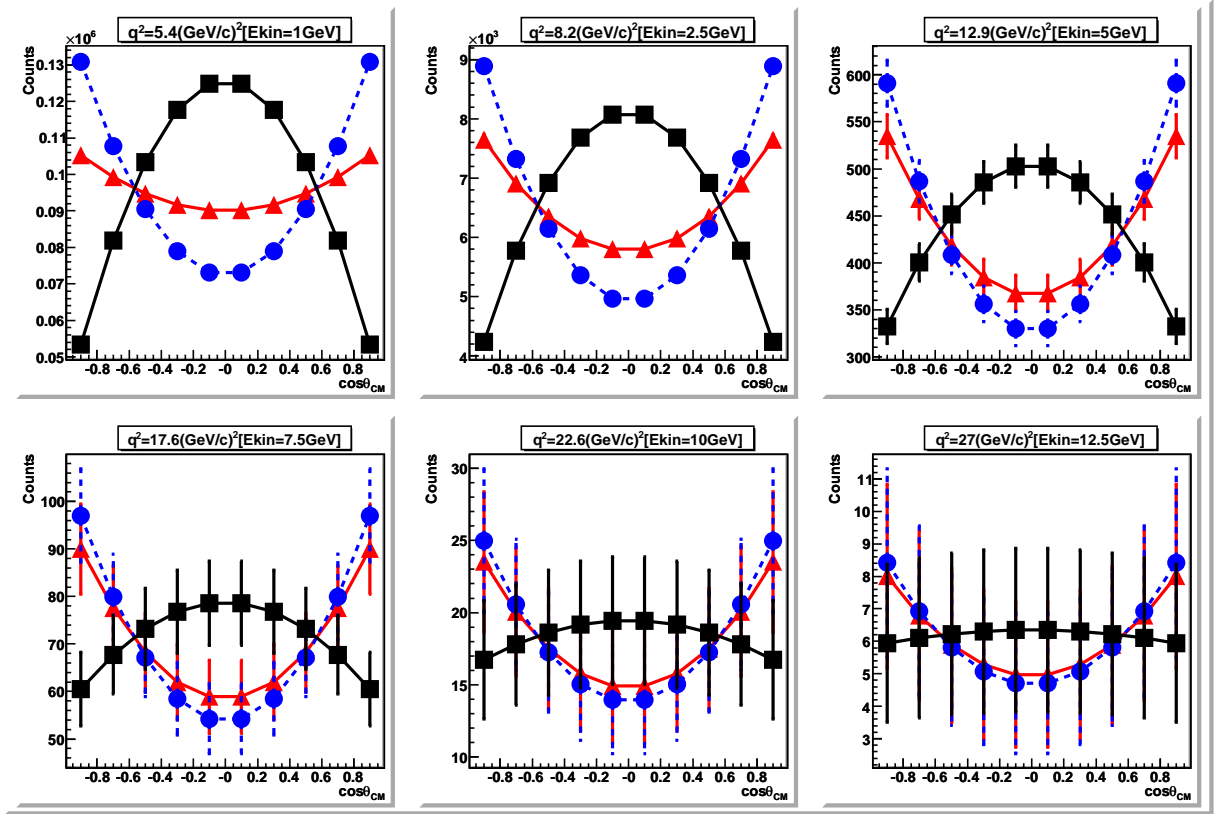 q²=5.4(GeV/c)²[Ekin=1GeV]
×10⁶
Counts
0.13
0.12
0.11
0.1
0.09
0.08
0.07
0.06
0.05
-0.8 -0.6 -0.4 -0.2 -0 0.2 0.4 0.6 0.8
cosθCM
q²=8.2(GeV/c)²[Ekin=2.5GeV]
×10³
Counts
9
8
7
6
5
4
-0.8 -0.6 -0.4 -0.2 -0 0.2 0.4 0.6 0.8
cosθCM
q²=12.9(GeV/c)²[Ekin=5GeV]
Counts
600
550
500
450
400
350
300
-0.8 -0.6 -0.4 -0.2 -0 0.2 0.4 0.6 0.8
cosθCM
q²=17.6(GeV/c)²[Ekin=7.5GeV]
Counts
100
90
80
70
60
50
-0.8 -0.6 -0.4 -0.2 -0 0.2 0.4 0.6 0.8
cosθCM
q²=22.6(GeV/c)²[Ekin=10GeV]
Counts
30
25
20
15
10
-0.8 -0.6 -0.4 -0.2 -0 0.2 0.4 0.6 0.8
cosθCM
q²=27(GeV/c)²[Ekin=12.5GeV]
Counts
11
10
9
8
7
6
5
4
3
-0.8 -0.6 -0.4 -0.2 -0 0.2 0.4 0.6 0.8
cosθCM